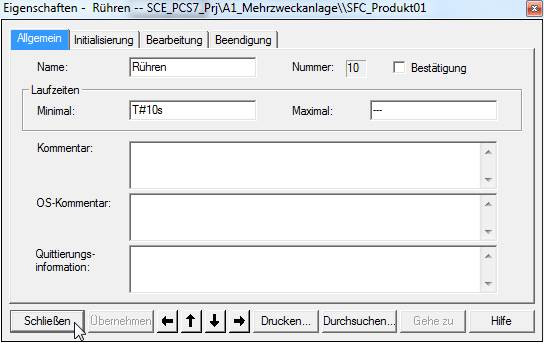 Eigenschaften - Rühren -- SCE_PCS7_Prj\A1_Mehrzweckanlage\\SFC_Produkt01
Allgemein Initialisierung Bearbeitung Beendigung
Name: Rühren Nummer: 10 Bestätigung
Laufzeiten
Minimal: T#10s Maximal: ---
Kommentar:
OS-Kommentar:
Quittierungs-
information:
Schließen Übernehmen Drucken... Durchsuchen... Gehe zu Hilfe